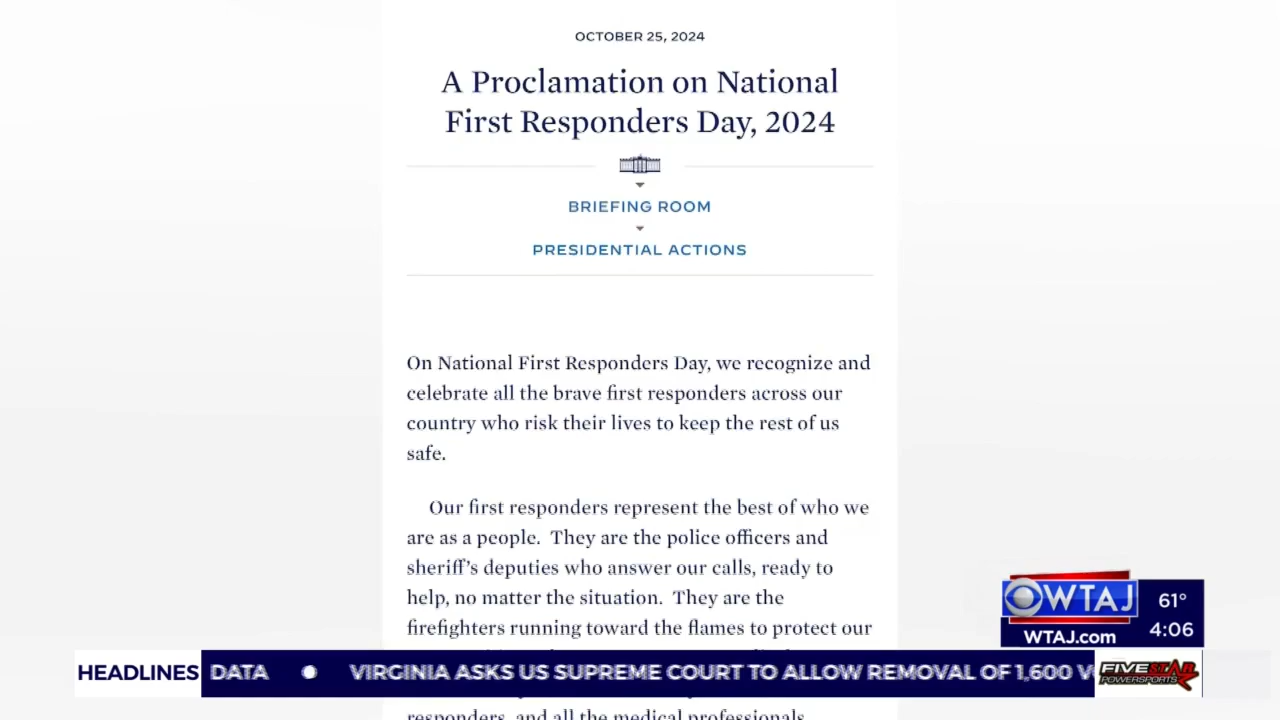 OCTOBER 25, 2024
A Proclamation on National
First Responders Day, 2024
BRIEFING ROOM
PRESIDENTIAL ACTIONS
On National First Responders Day, we recognize and
celebrate all the brave first responders across our
country who risk their lives to keep the rest of us
safe.
Our first responders represent the best of who we
are as a people. They are the police officers and
sheriff’s deputies who answer our calls, ready to
help, no matter the situation. They are the
firefighters running toward the flames to protect our
responders, and all the medical professionals
WTAJ
61°
WTAJ.com
4:06
HEADLINES
DATA ● VIRGINIA ASKS US SUPREME COURT TO ALLOW REMOVAL OF 1,600 V
FIVE STAR
POWERSPORTS